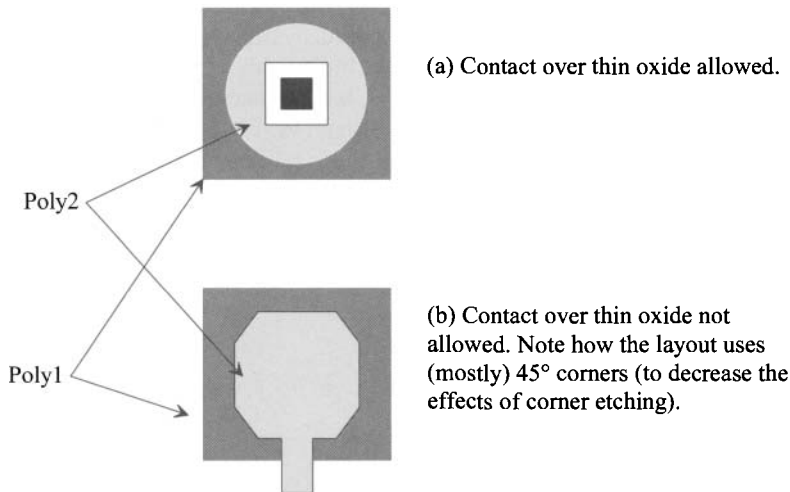 (a) Contact over thin oxide allowed.
Poly2
Poly1
(b) Contact over thin oxide not
allowed. Note how the layout uses
(mostly) 45° corners (to decrease the
effects of corner etching).